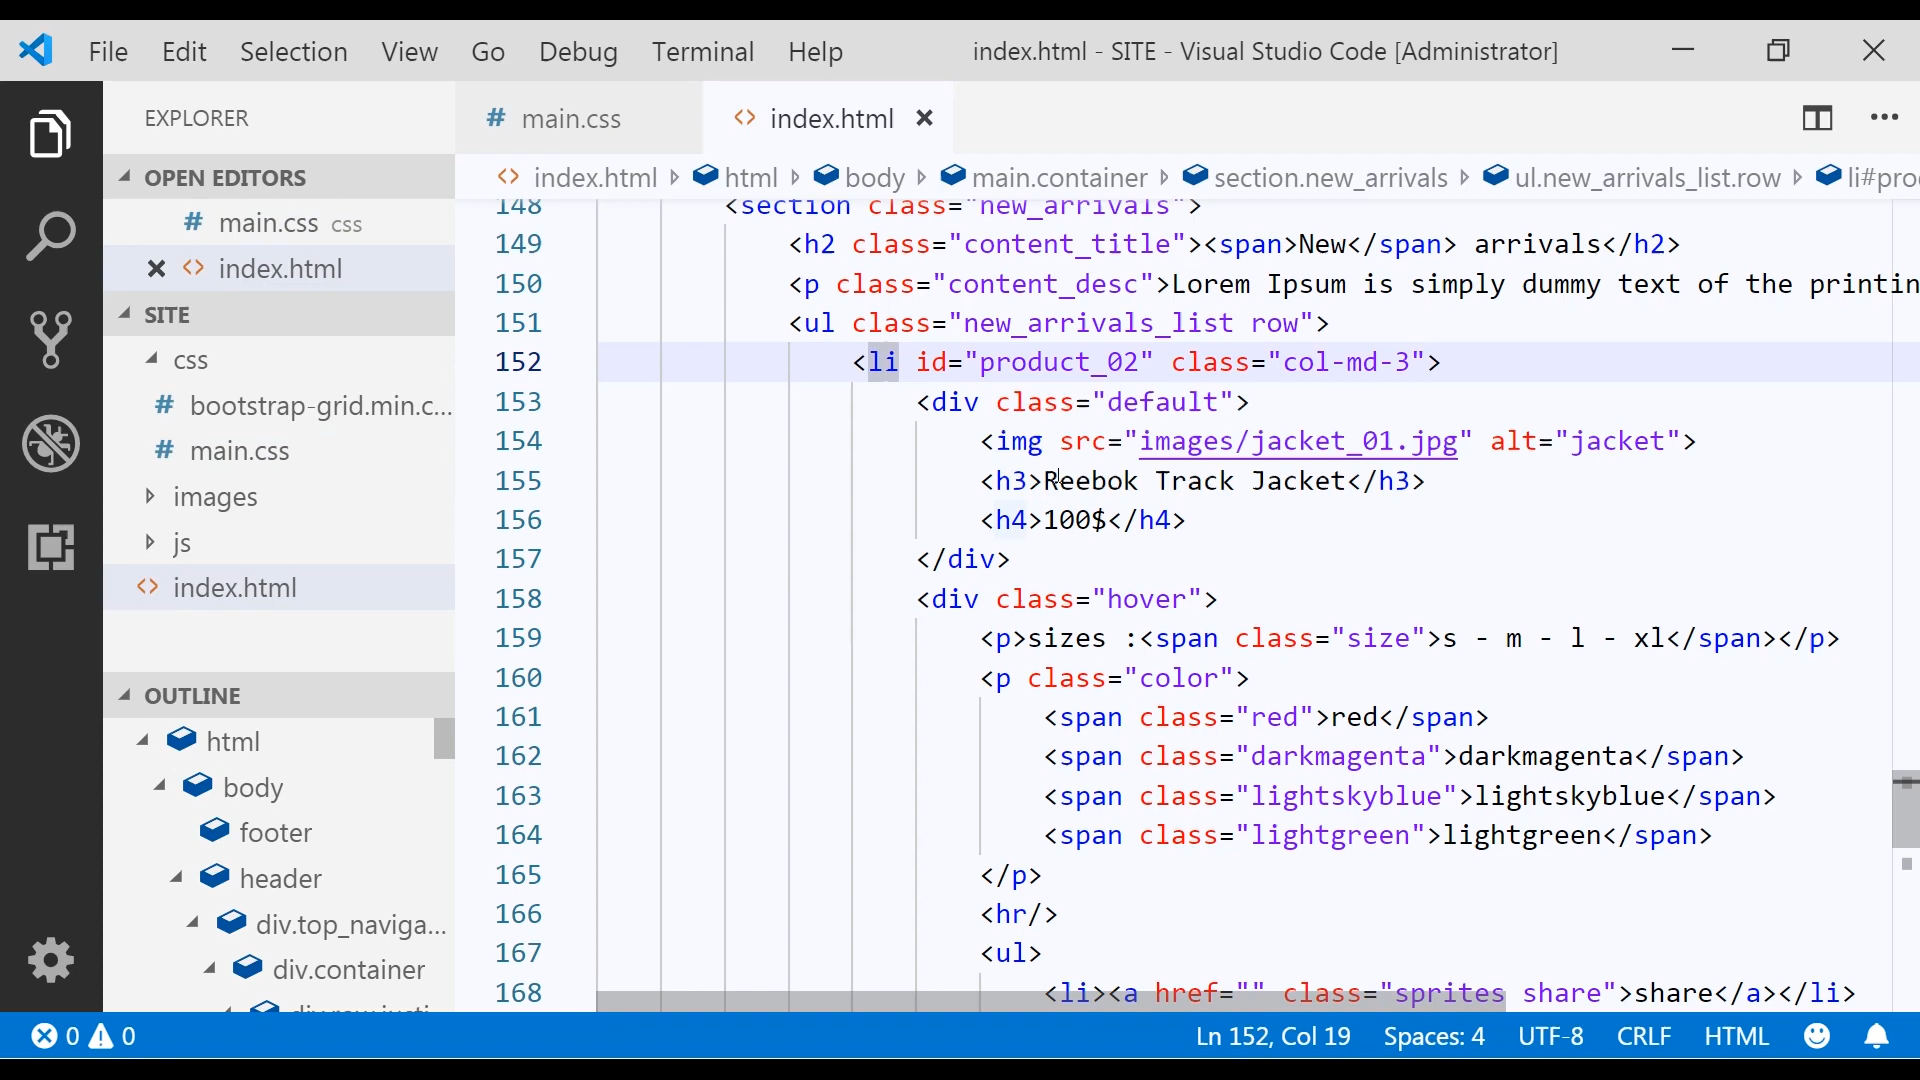 File Edit Selection View Go Debug Terminal Help index.html - SITE - Visual Studio Code [Administrator]
EXPLORER
# main.css <> index.html
OPEN EDITORS
# main.css css
<> index.html
SITE
css
# bootstrap-grid.min.c...
# main.css
images
js
<> index.html
OUTLINE
html
body
footer
header
div.top_naviga...
div.container
<> index.html html body main.container section.new_arrivals ul.new_arrivals_list.row li#proc
148 <section class="new_arrivals">
149 <h2 class="content_title"><span>New</span> arrivals</h2>
150 <p class="content_desc">Lorem Ipsum is simply dummy text of the printin
151 <ul class="new_arrivals_list row">
152 <li id="product_02" class="col-md-3">
153 <div class="default">
154 <img src="images/jacket_01.jpg" alt="jacket">
155 <h3>Reebok Track Jacket</h3>
156 <h4>100$</h4>
157 </div>
158 <div class="hover">
159 <p>sizes :<span class="size">s - m - l - xl</span></p>
160 <p class="color">
161 <span class="red">red</span>
162 <span class="darkmagenta">darkmagenta</span>
163 <span class="lightskyblue">lightskyblue</span>
164 <span class="lightgreen">lightgreen</span>
165 </p>
166 <hr/>
167 <ul>
168 <li><a href="" class="sprites share">share</a></li>
0 0 Ln 152, Col 19 Spaces: 4 UTF-8 CRLF HTML